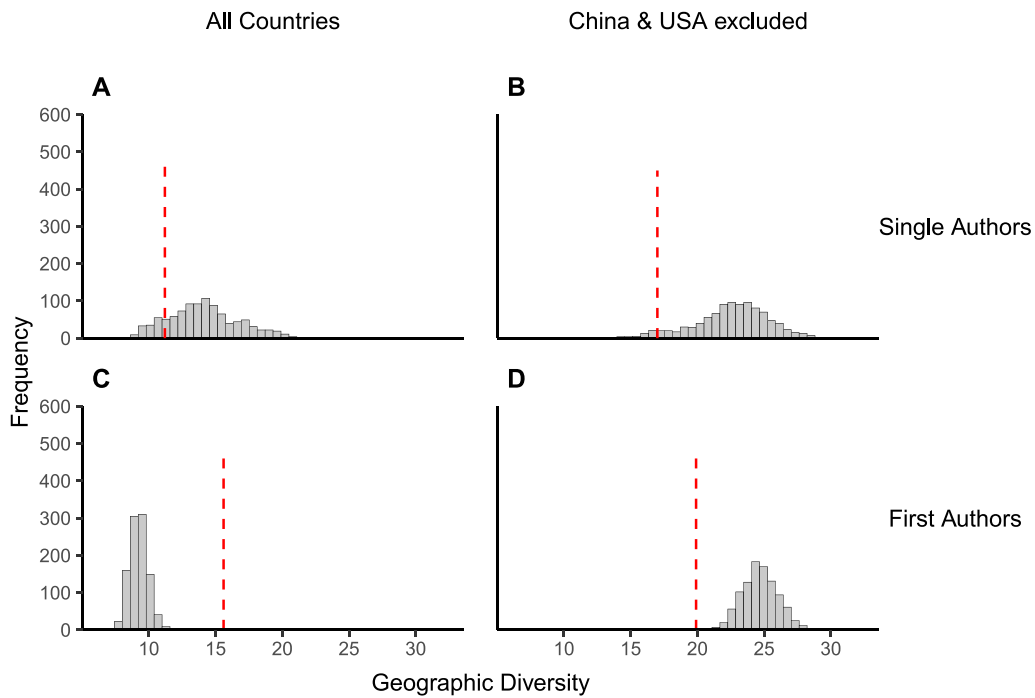 All Countries
China & USA excluded
A
B
600
500
400
300
200
100
0
Single Authors
Frequency
C
D
600
500
400
300
200
100
0
First Authors
10
15
20
25
30
10
15
20
25
30
Geographic Diversity